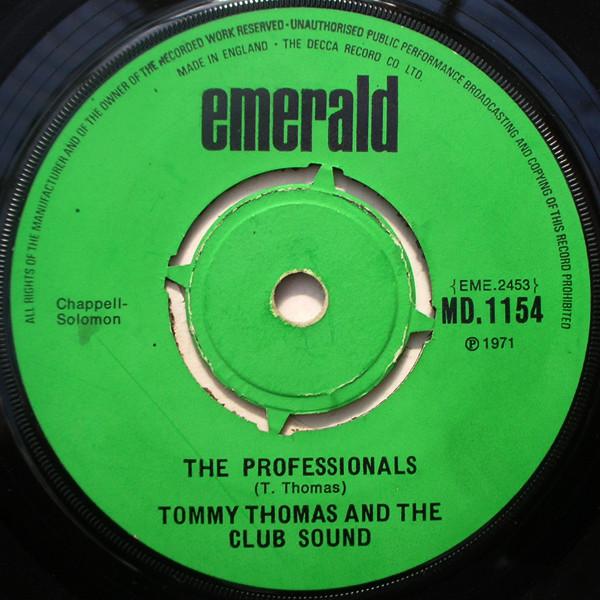 ALL RIGHTS OF THE MANUFACTURER AND OF THE OWNER OF THE RECORDED WORK RESERVED · UNAUTHORISED PUBLIC PERFORMANCE BROADCASTING AND COPYING OF THIS RECORD PROHIBITED
MADE IN ENGLAND · THE DECCA RECORD CO LTD.
emerald
Chappell-
Solomon
{EME.2453}
MD.1154
Ⓟ 1971
THE PROFESSIONALS
(T. Thomas)
TOMMY THOMAS AND THE
CLUB SOUND